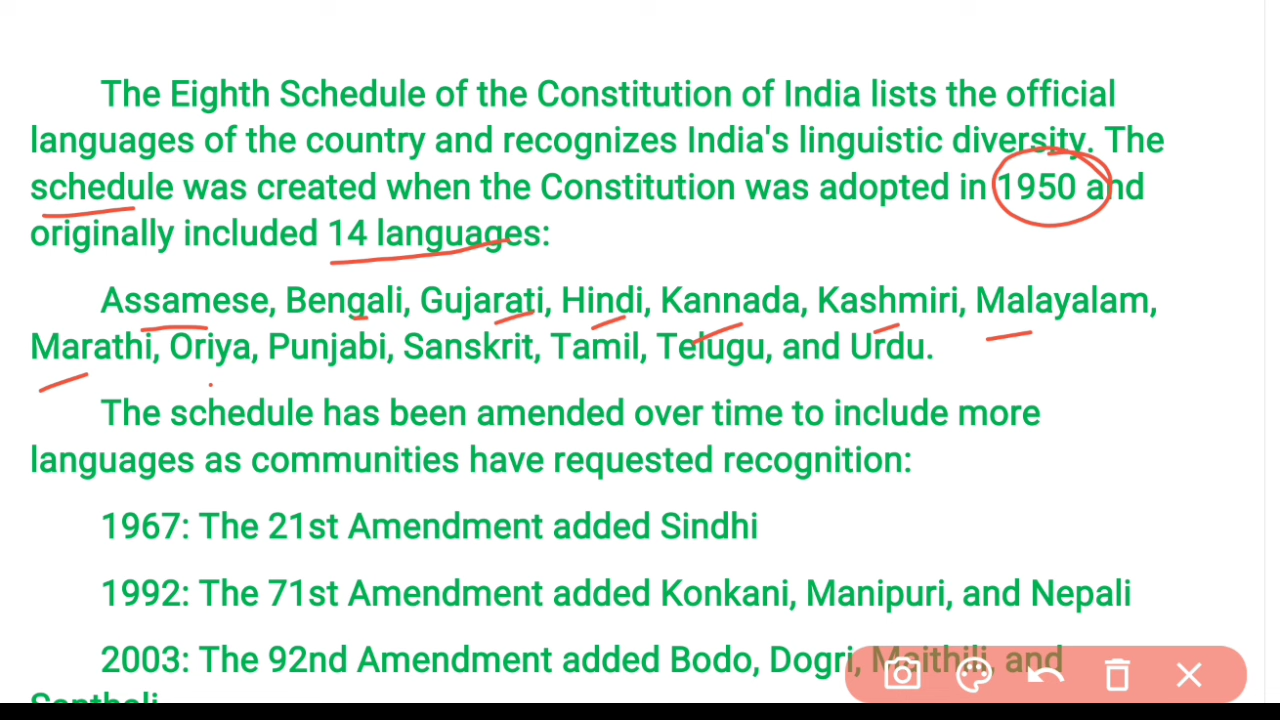 The Eighth Schedule of the Constitution of India lists the official
languages of the country and recognizes India's linguistic diversity. The
schedule was created when the Constitution was adopted in 1950 and
originally included 14 languages:
Assamese, Bengali, Gujarati, Hindi, Kannada, Kashmiri, Malayalam,
Marathi, Oriya, Punjabi, Sanskrit, Tamil, Telugu, and Urdu.
The schedule has been amended over time to include more
languages as communities have requested recognition:
1967: The 21st Amendment added Sindhi
1992: The 71st Amendment added Konkani, Manipuri, and Nepali
2003: The 92nd Amendment added Bodo, Dogri, Maithili, and